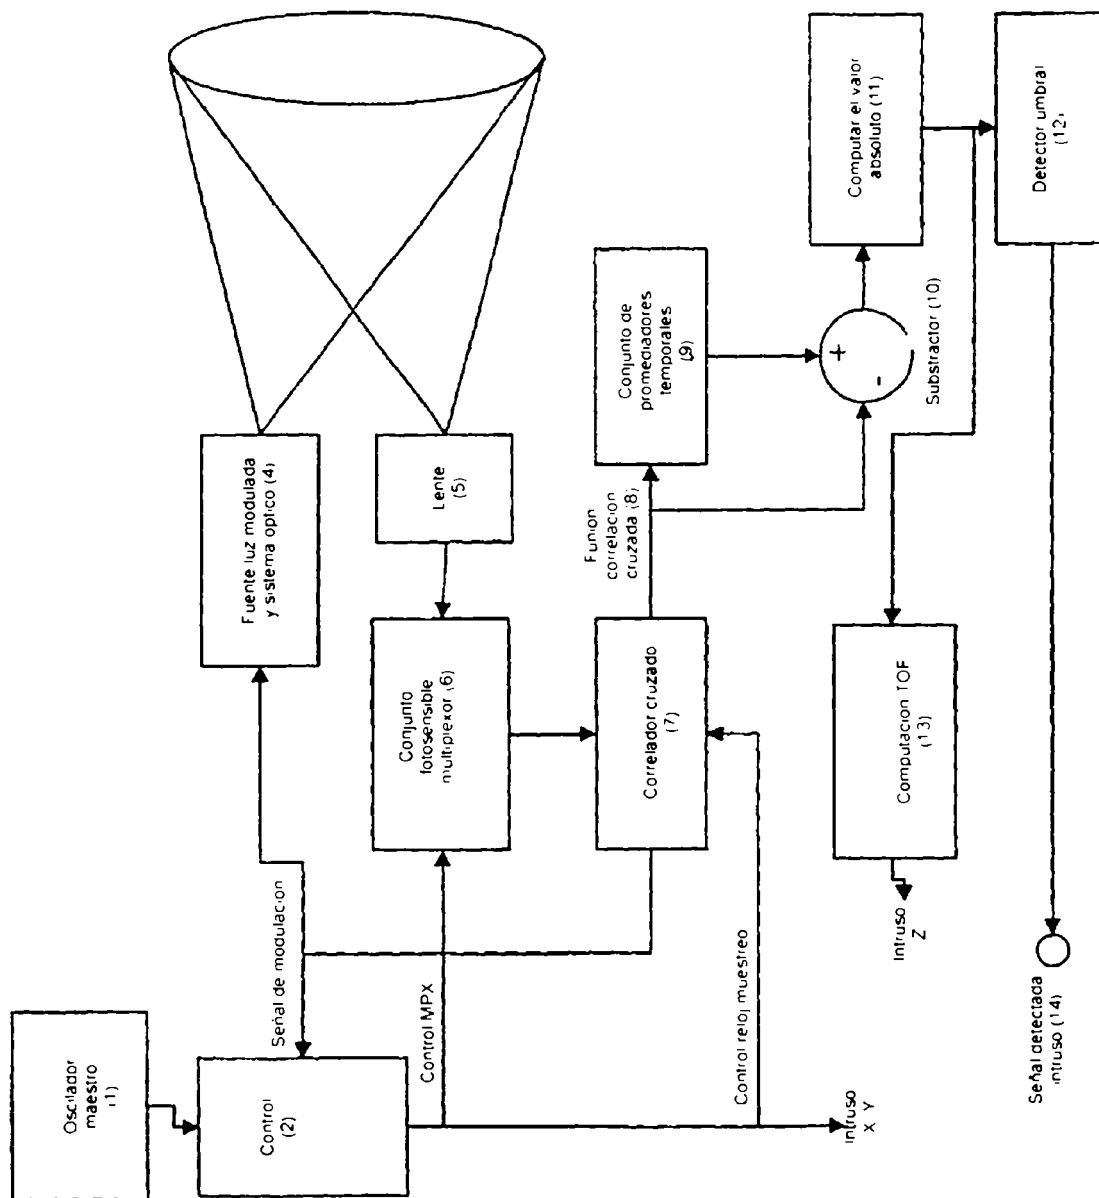 Oscilador
maestro
(1)
Control
(2)
Señal de modulacion
Control MPX
Control reloj muestreo
Intruso
X Y
Fuente luz modulada
y sistema optico (4)
Lente
(5)
Conjunto
fotosensible
multiplexor (6)
Correlador cruzado
(7)
Funion
correlacion
cruzada (8)
Conjunto de
promediadores
temporales
(9)
+
-
Substractor (10)
Computar el valor
absoluto (11)
Detector umbral
(12)
Computacion TOF
(13)
Intruso
Z
Señal detectada
intruso (14)